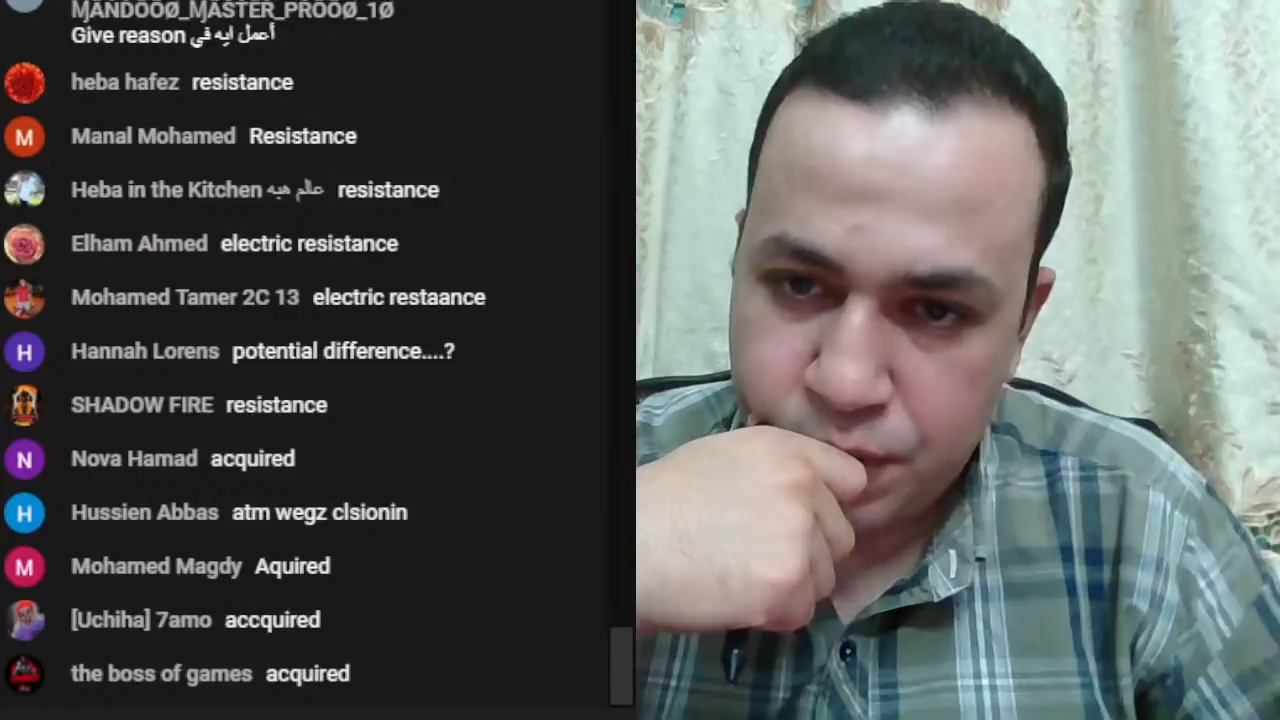 ⱮANDOOØ_ⱮASTER_PROOØ_1Ø
Give reason أعمل ايه في
heba hafez resistance
M Manal Mohamed Resistance
Heba in the Kitchen عالم هيه resistance
Elham Ahmed electric resistance
Mohamed Tamer 2C 13 electric restaance
H Hannah Lorens potential difference....?
SHADOW FIRE resistance
N Nova Hamad acquired
H Hussien Abbas atm wegz clsionin
M Mohamed Magdy Aquired
[Uchiha] 7amo accquired
the boss of games acquired